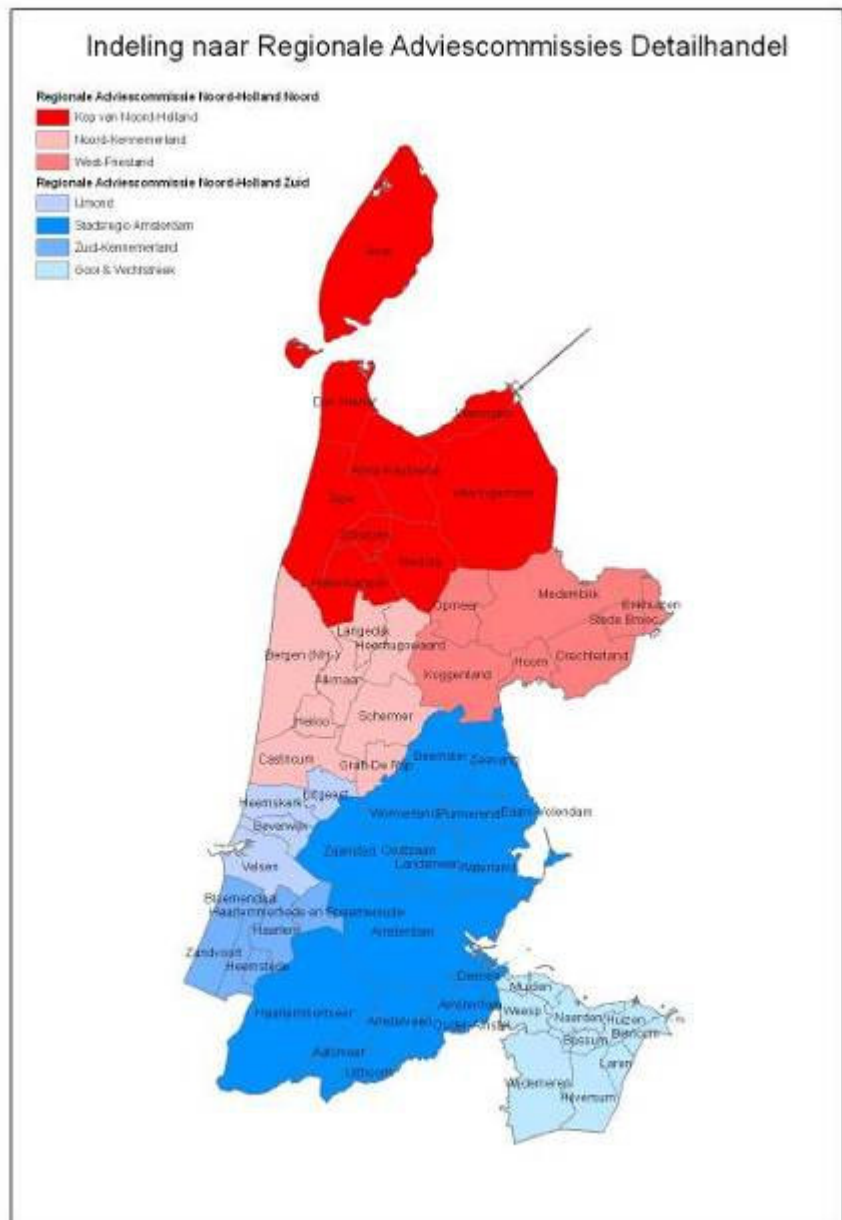 Indeling naar Regionale Adviescommissies Detailhandel
Regionale Adviescommissie Noord-Holland Noord
Kop van Noord-Holland
Noord-Kennemerland
West-Friesland
Regionale Adviescommissie Noord-Holland Zuid
IJmond
Stadsregio Amsterdam
Zuid-Kennemerland
Gooi & Vechtstreek
Texel
Den Helder
Wieringen
Anna Paulowna
Wieringermeer
Zijpe
Schagen
Niedorp
Harenkarspel
Opmeer
Medemblik
Enkhuizen
Stede Broec
Langedijk
Heerhugowaard
Bergen (NH.)
Hoorn
Drechterland
Koggenland
Alkmaar
Schermer
Heiloo
Castricum
Graft-De Rijp
Beemster
Zeevang
Uitgeest
Heemskerk
Wormerland
Purmerend
Edam-Volendam
Beverwijk
Zaanstad
Oostzaan
Landsmeer
Waterland
Velsen
Bloemendaal
Haarlemmerliede en Spaarnwoude
Haarlem
Amsterdam
Zandvoort
Heemstede
Diemen
Muiden
Haarlemmermeer
Amstelveen
Amsterdam
Ouder-Amstel
Weesp
Naarden
Huizen
Blaricum
Bussum
Aalsmeer
Uithoorn
Laren
Wijdemeren
Hilversum